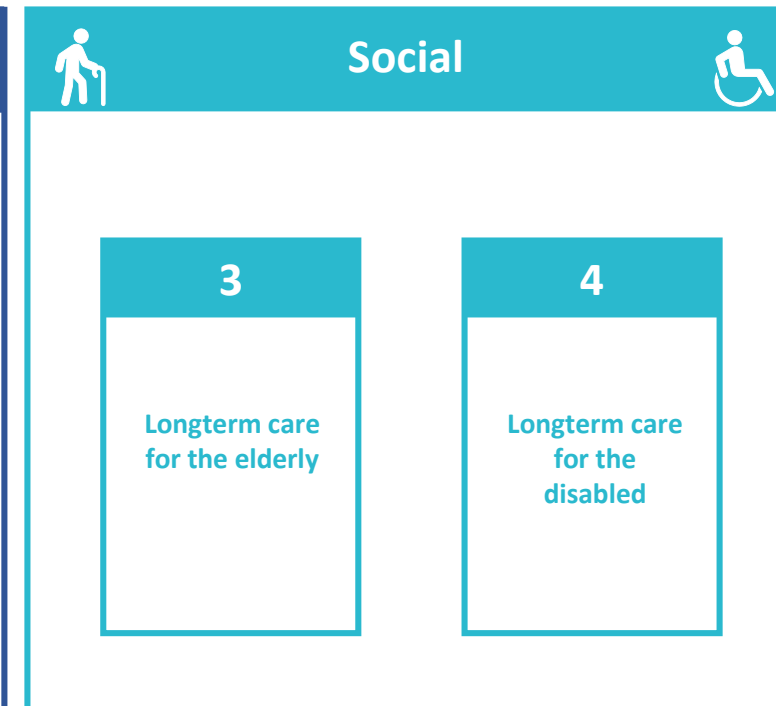 Social
3
Longterm care
for the elderly
4
Longterm care
for the
disabled